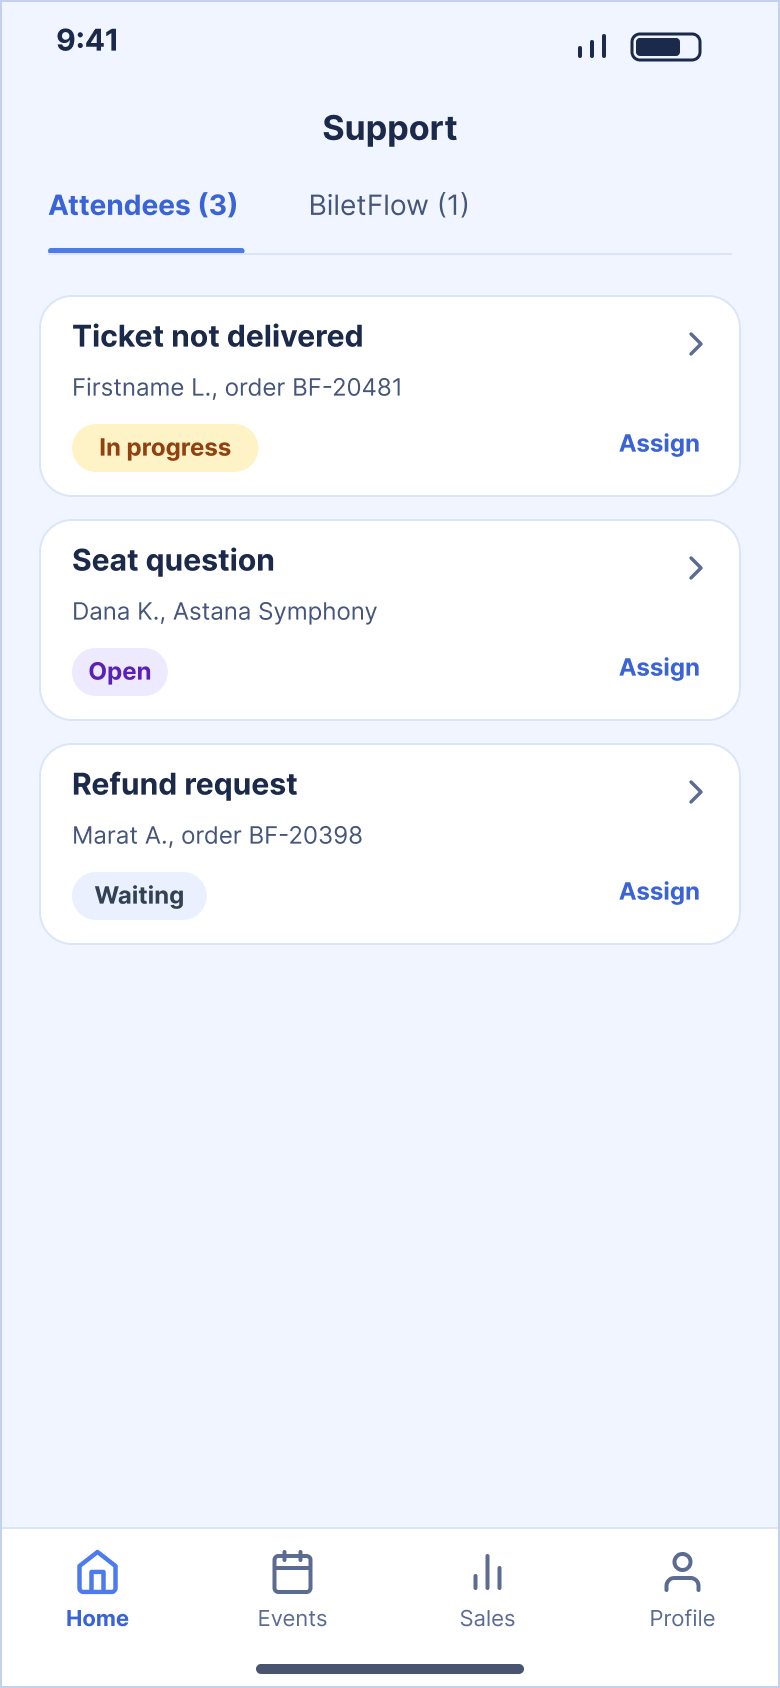 9:41
Support
Attendees (3) BiletFlow (1)
Ticket not delivered
Firstname L., order BF-20481
In progress Assign
Seat question
Dana K., Astana Symphony
Open Assign
Refund request
Marat A., order BF-20398
Waiting Assign
Home Events Sales Profile